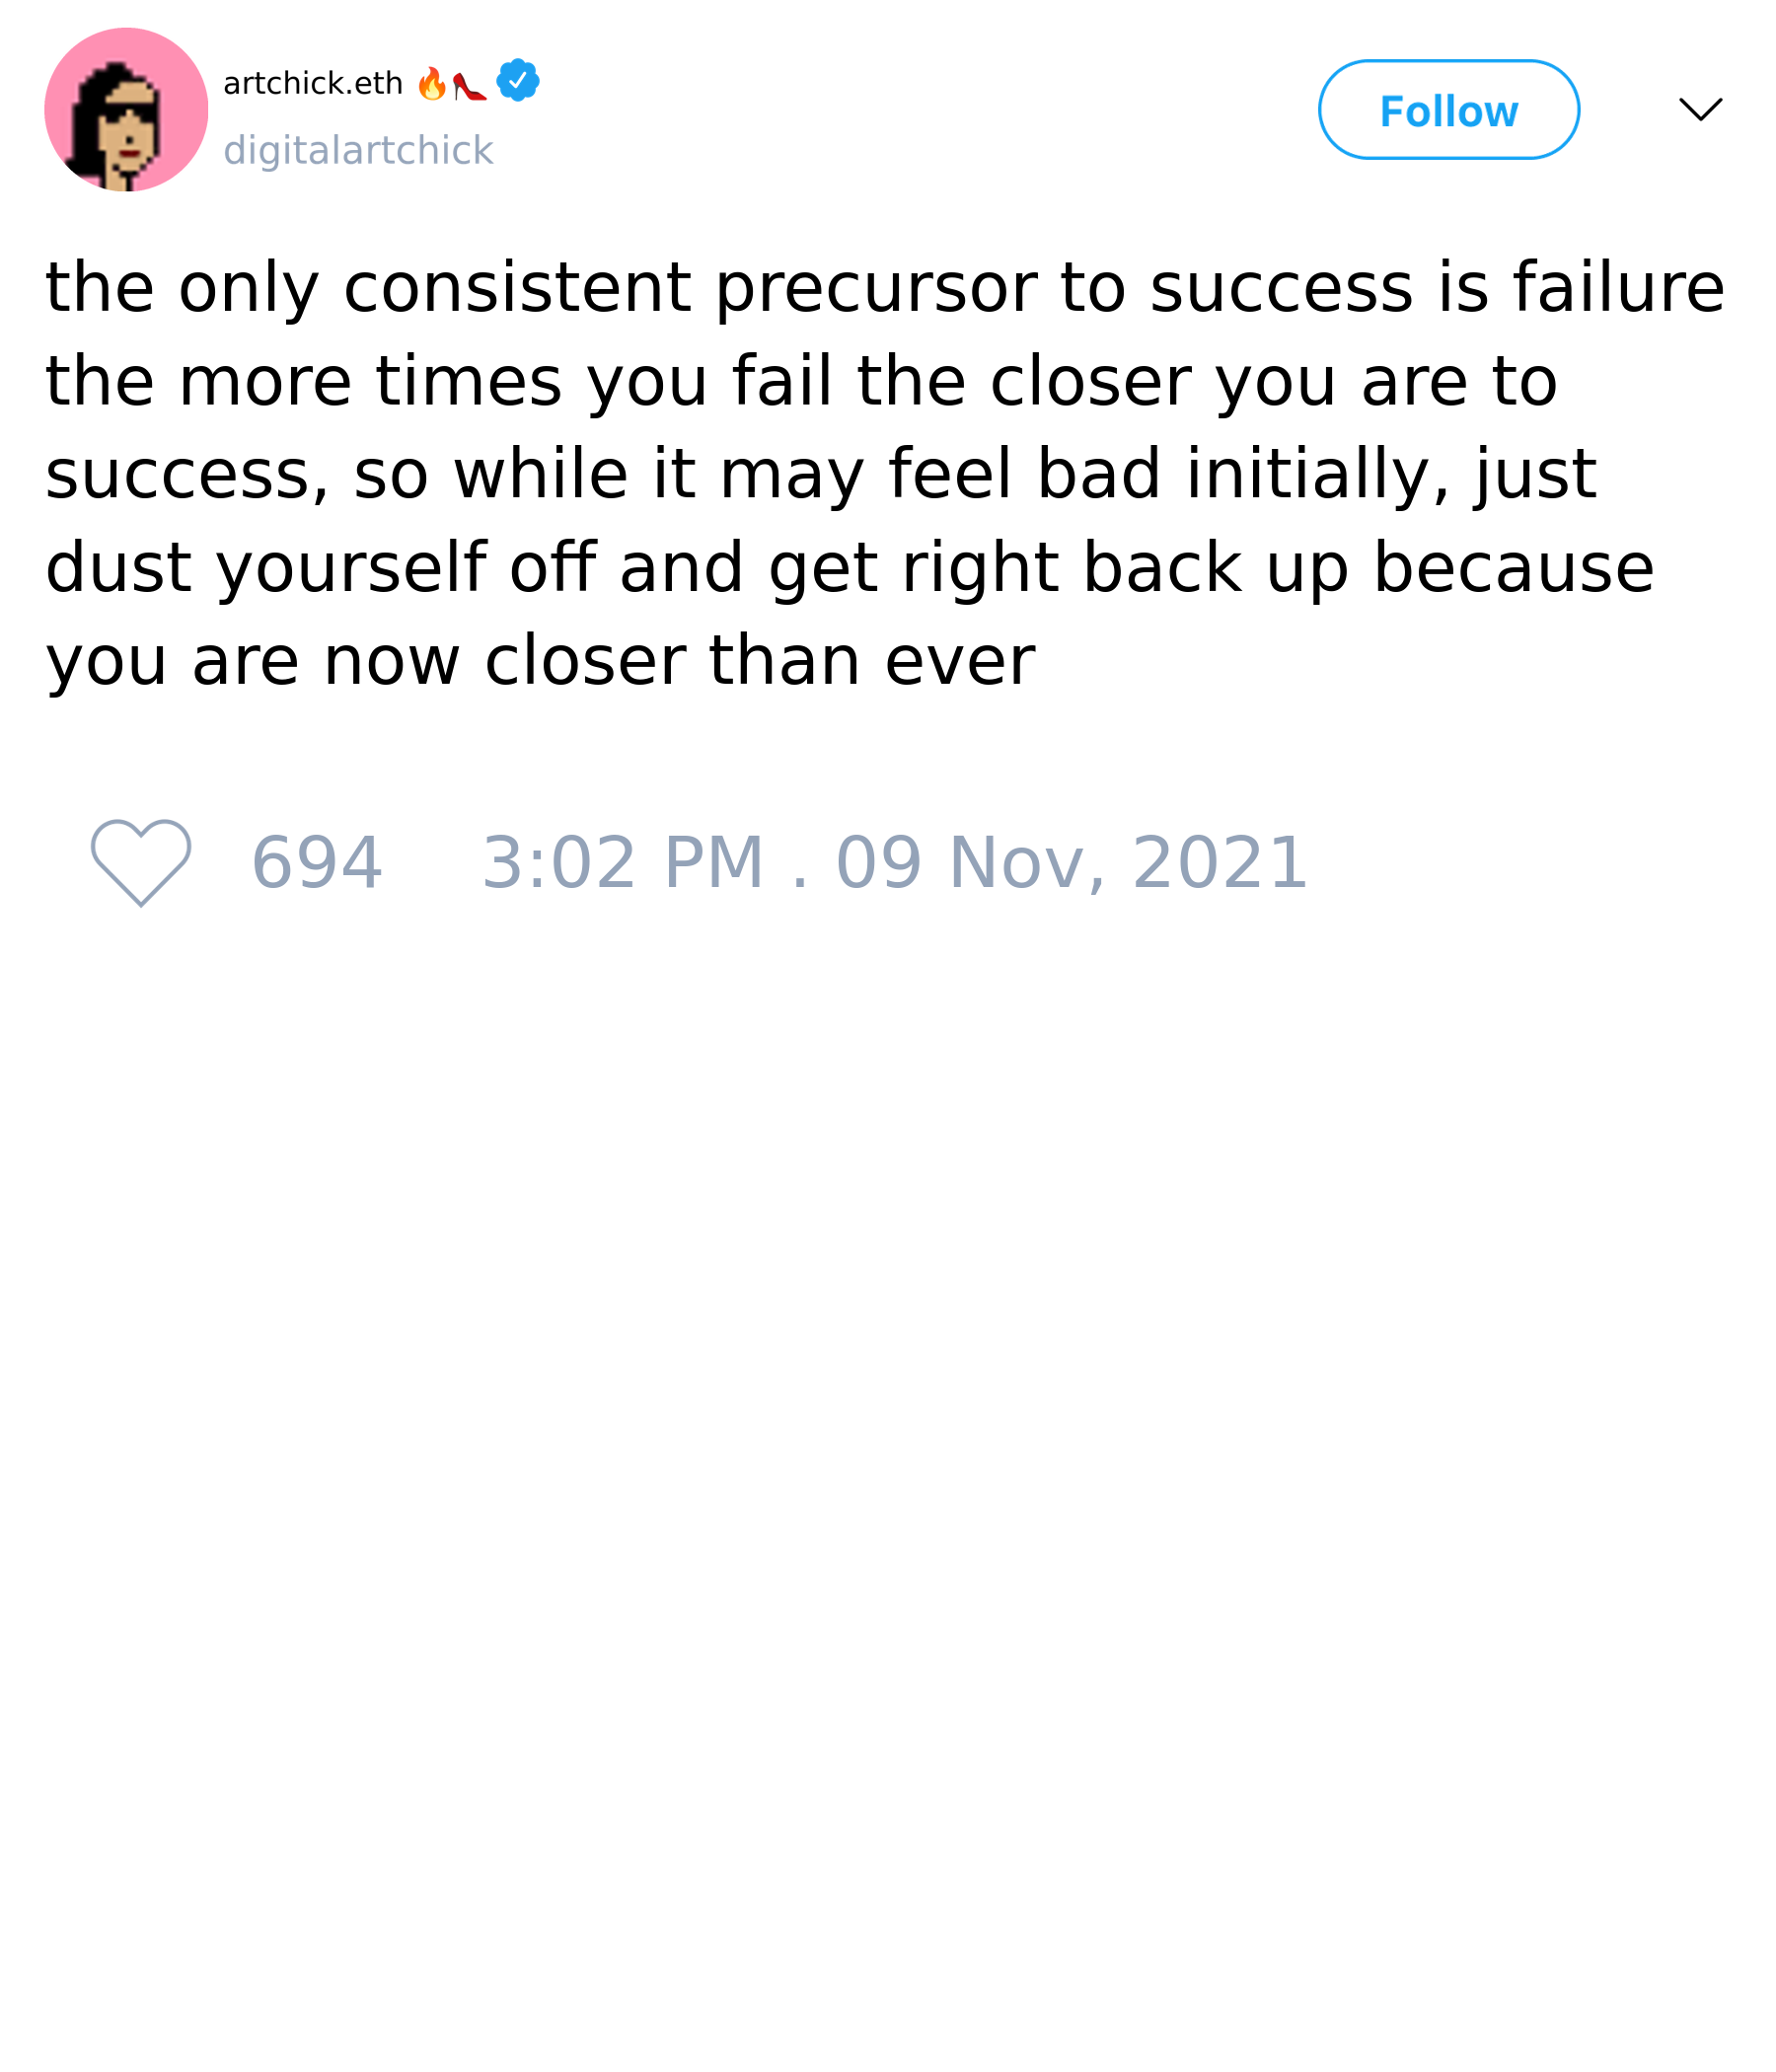 artchick.eth 🔥👠
digitalartchick
Follow
the only consistent precursor to success is failure
the more times you fail the closer you are to
success, so while it may feel bad initially, just
dust yourself off and get right back up because
you are now closer than ever
694 3:02 PM . 09 Nov, 2021